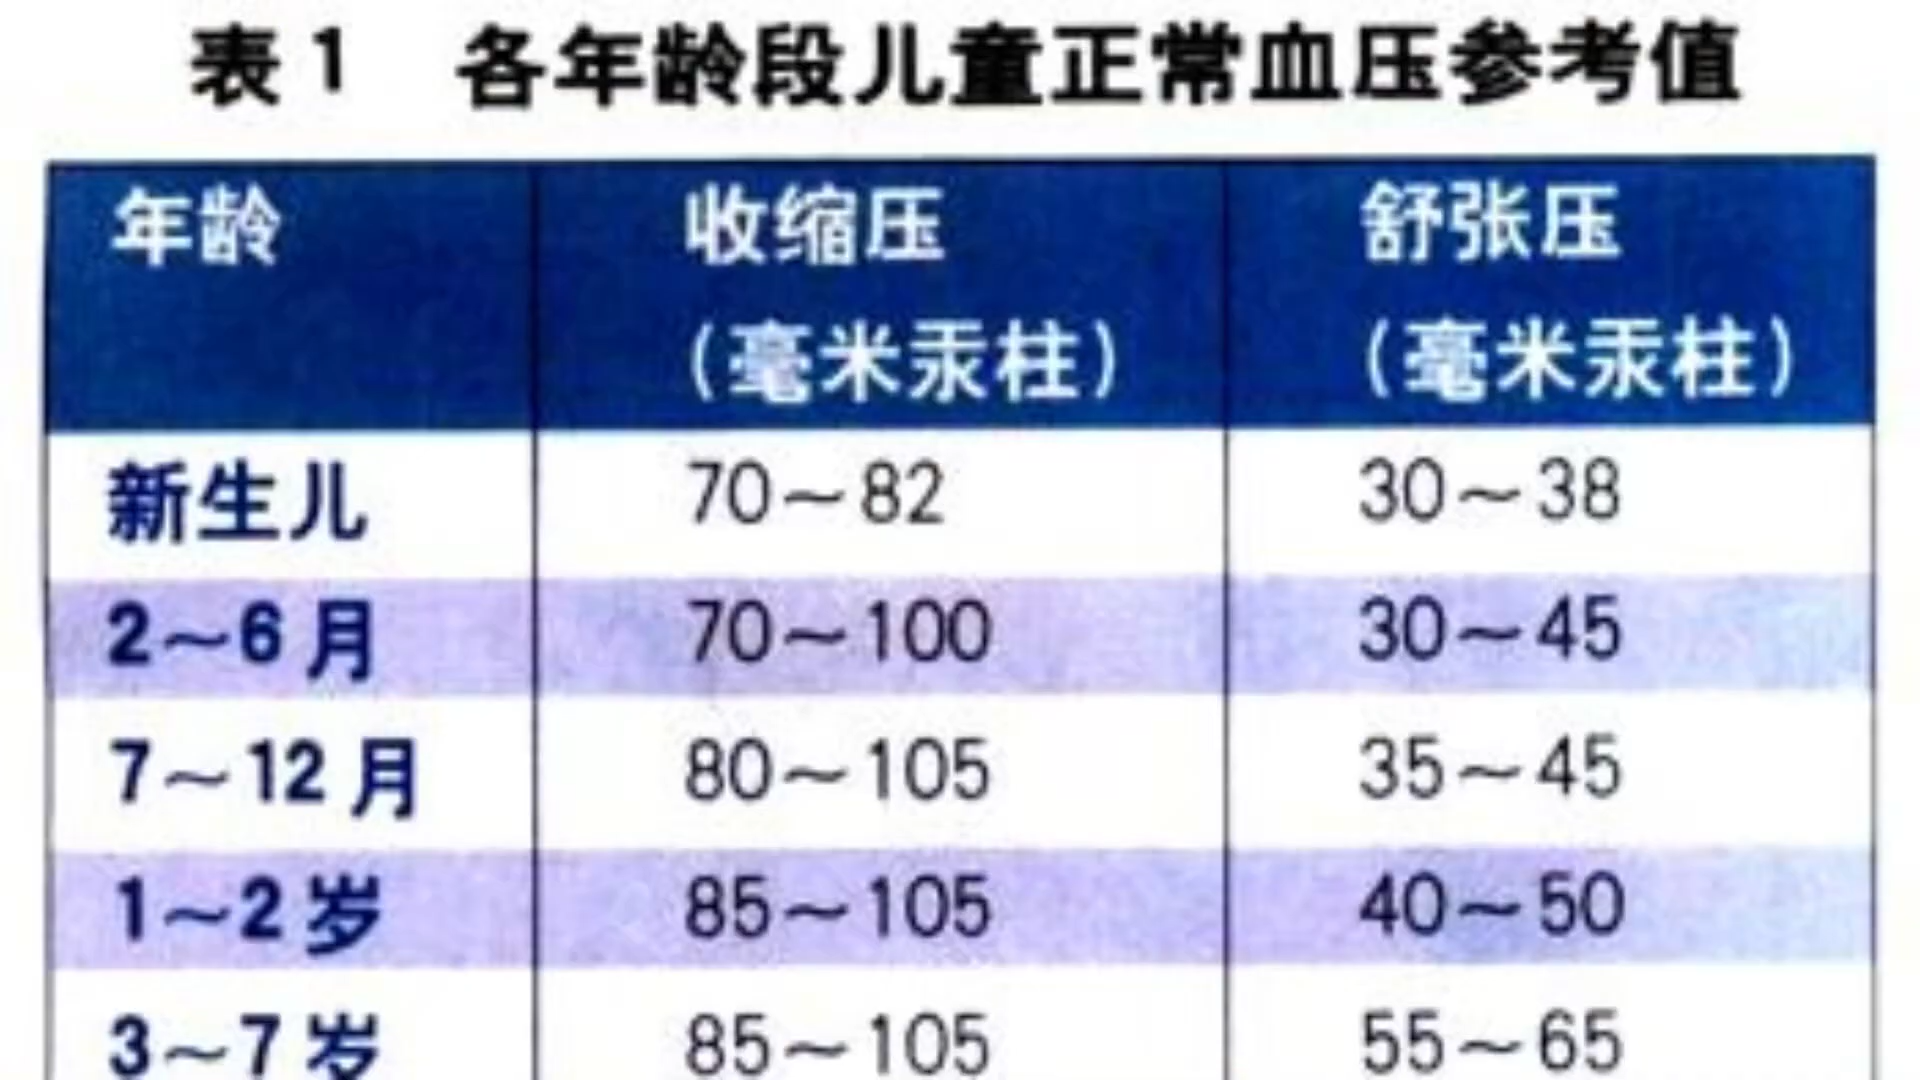 表1 各年龄段儿童正常血压参考值
年龄 收缩压 舒张压
(毫米汞柱) (毫米汞柱)
新生儿 70～82 30～38
2～6月 70～100 30～45
7～12月 80～105 35～45
1～2岁 85～105 40～50
3～7岁 85～105 55～65